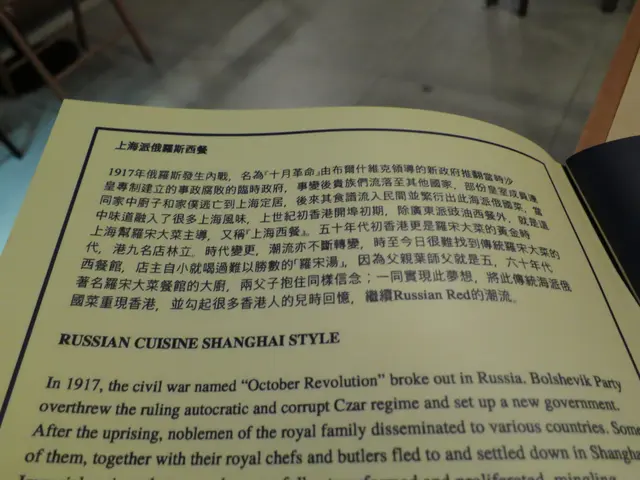 上海派俄羅斯西餐
1917年俄羅斯發生內戰，名為「十月革命」由布爾什維克領導的新政府推翻當時沙
皇專制建立的事政腐敗的臨時政府，事變後貴族們流落至其他國家，部份皇室成員連
同家中廚子和家僕逃亡到上海定居，後來其食譜流入民間並繁衍出此海派俄國菜，當
中味道融入了很多上海風味，上世紀初香港開埠初期，除廣東派豉油西餐外，就是這
上海幫羅宋大菜主導，又稱「上海西餐」。五十年代初香港更是羅宋大菜的黃金時
代，港九名店林立。時代變更，潮流亦不斷轉變，時至今日很難找到傳統羅宋大菜的
西餐館，店主自小就喝過難以勝數的「羅宋湯」，因為父親葉師父就是五，六十年代
著名羅宋大菜餐館的大廚，兩父子抱住同樣信念；一同實現此夢想，將此傳統海派俄
國菜重現香港，並勾起很多香港人的兒時回憶，繼續Russian Red的潮流。
RUSSIAN CUISINE SHANGHAI STYLE
In 1917, the civil war named “October Revolution” broke out in Russia. Bolshevik Party
overthrew the ruling autocratic and corrupt Czar regime and set up a new government.
After the uprising, noblemen of the royal family disseminated to various countries. Some
of them, together with their royal chefs and butlers fled to and settled down in Shangha
proliferated, mingling